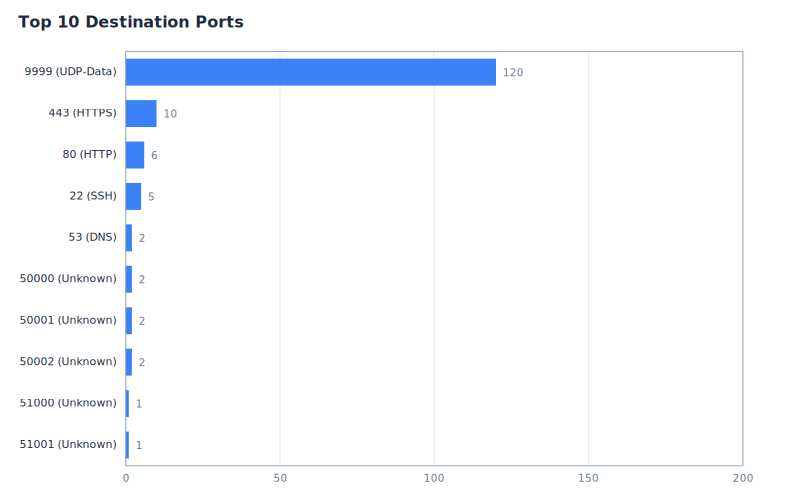 Top 10 Destination Ports
9999 (UDP-Data) 120
443 (HTTPS) 10
80 (HTTP) 6
22 (SSH) 5
53 (DNS) 2
50000 (Unknown) 2
50001 (Unknown) 2
50002 (Unknown) 2
51000 (Unknown) 1
51001 (Unknown) 1
0 50 100 150 200